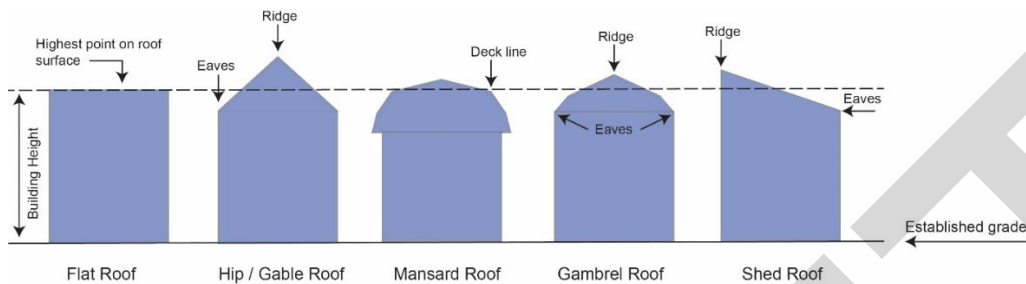 Ridge
Highest point on roof
surface
Eaves
Deck line
Ridge
Ridge
Eaves
Eaves
Building Height
Established grade
Flat Roof
Hip / Gable Roof
Mansard Roof
Gambrel Roof
Shed Roof